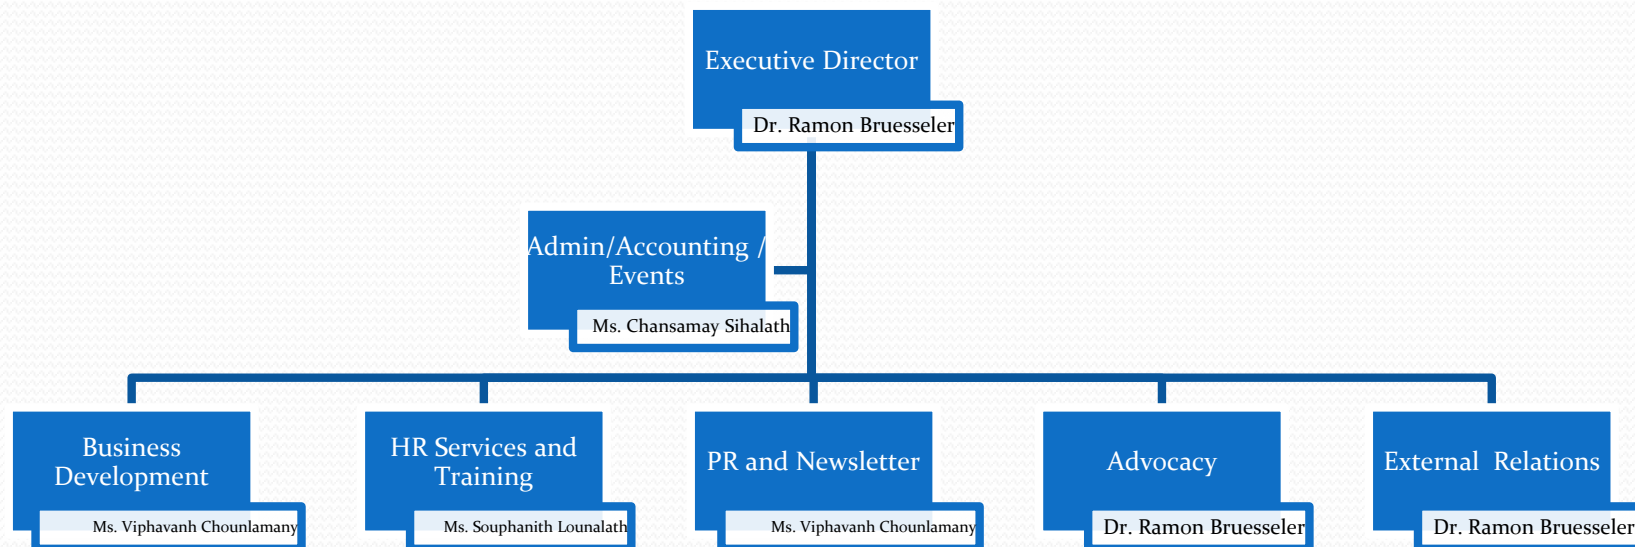 Executive Director
Dr. Ramon Bruesseler
Admin/Accounting /
Events
Ms. Chansamay Sihalath
Business
Development
Ms. Viphavanh Chounlamany
HR Services and
Training
Ms. Souphanith Lounalath
PR and Newsletter
Ms. Viphavanh Chounlamany
Advocacy
Dr. Ramon Bruesseler
External Relations
Dr. Ramon Bruesseler